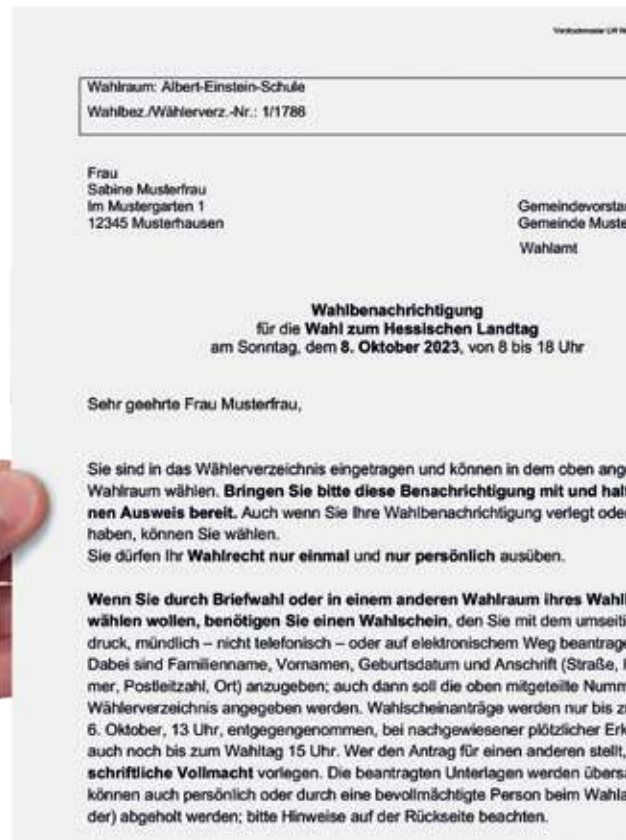 Wahlraum: Albert-Einstein-Schule
Wahlbez./Wählerverz.-Nr.: 1/1786
Frau
Sabine Musterfrau
Im Mustergarten 1
12345 Musterhausen
Gemeindevorstan
Gemeinde Muste
Wahlamt
Wahlbenachrichtigung
für die Wahl zum Hessischen Landtag
am Sonntag, dem 8. Oktober 2023, von 8 bis 18 Uhr
Sehr geehrte Frau Musterfrau,
Sie sind in das Wählerverzeichnis eingetragen und können in dem oben ange
Wahlraum wählen. Bringen Sie bitte diese Benachrichtigung mit und halt
nen Ausweis bereit. Auch wenn Sie Ihre Wahlbenachrichtigung verlegt oder
haben, können Sie wählen.
Sie dürfen Ihr Wahlrecht nur einmal und nur persönlich ausüben.
Wenn Sie durch Briefwahl oder in einem anderen Wahlraum ihres Wahl
wählen wollen, benötigen Sie einen Wahlschein, den Sie mit dem umseiti
druck, mündlich – nicht telefonisch – oder auf elektronischem Weg beantrage
Dabei sind Familienname, Vornamen, Geburtsdatum und Anschrift (Straße, H
mer, Postleitzahl, Ort) anzugeben; auch dann soll die oben mitgeteilte Numm
Wählerverzeichnis angegeben werden. Wahlscheinanträge werden nur bis z
6. Oktober, 13 Uhr, entgegengenommen, bei nachgewiesener plötzlicher Erk
auch noch bis zum Wahltag 15 Uhr. Wer den Antrag für einen anderen stellt,
schriftliche Vollmacht vorlegen. Die beantragten Unterlagen werden übersa
können auch persönlich oder durch eine bevollmächtigte Person beim Wahla
der) abgeholt werden; bitte Hinweise auf der Rückseite beachten.